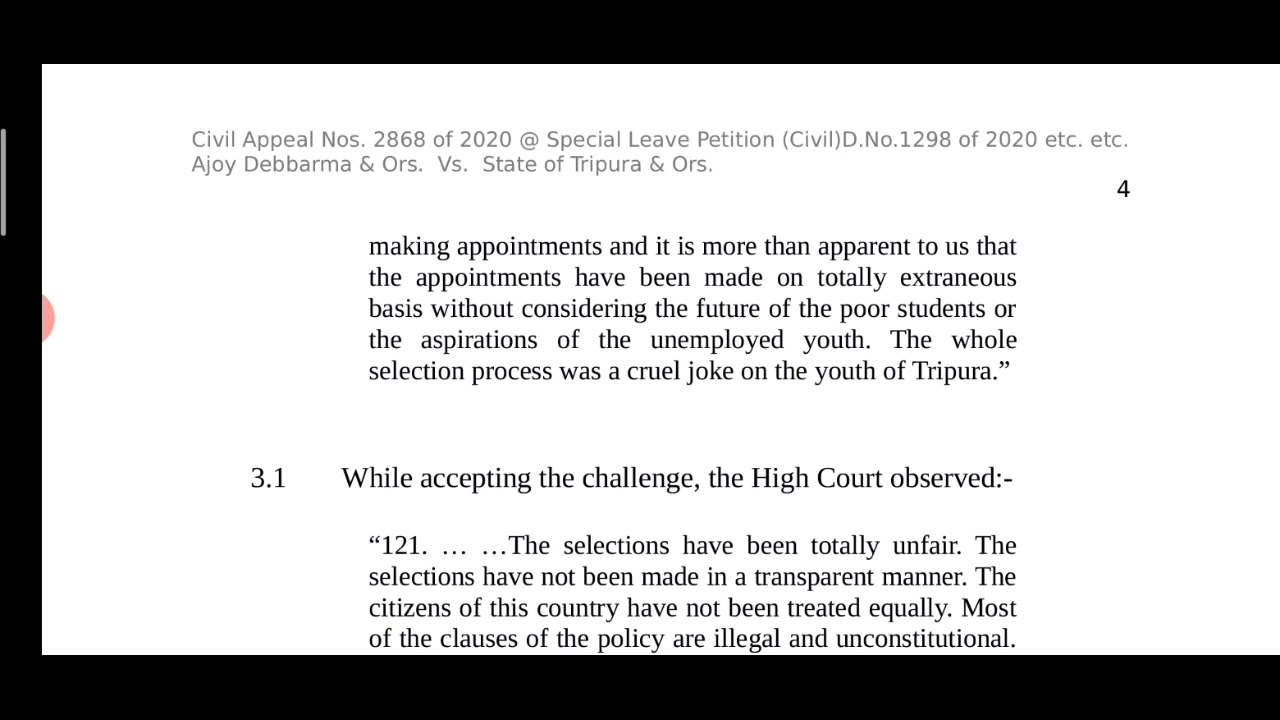 Civil Appeal Nos. 2868 of 2020 @ Special Leave Petition (Civil)D.No.1298 of 2020 etc. etc.
Ajoy Debbarma & Ors.  Vs.  State of Tripura & Ors.
4
making appointments and it is more than apparent to us that
the appointments have been made on totally extraneous
basis without considering the future of the poor students or
the aspirations of the unemployed youth. The whole
selection process was a cruel joke on the youth of Tripura.”
3.1 While accepting the challenge, the High Court observed:-
“121. … …The selections have been totally unfair. The
selections have not been made in a transparent manner. The
citizens of this country have not been treated equally. Most
of the clauses of the policy are illegal and unconstitutional.